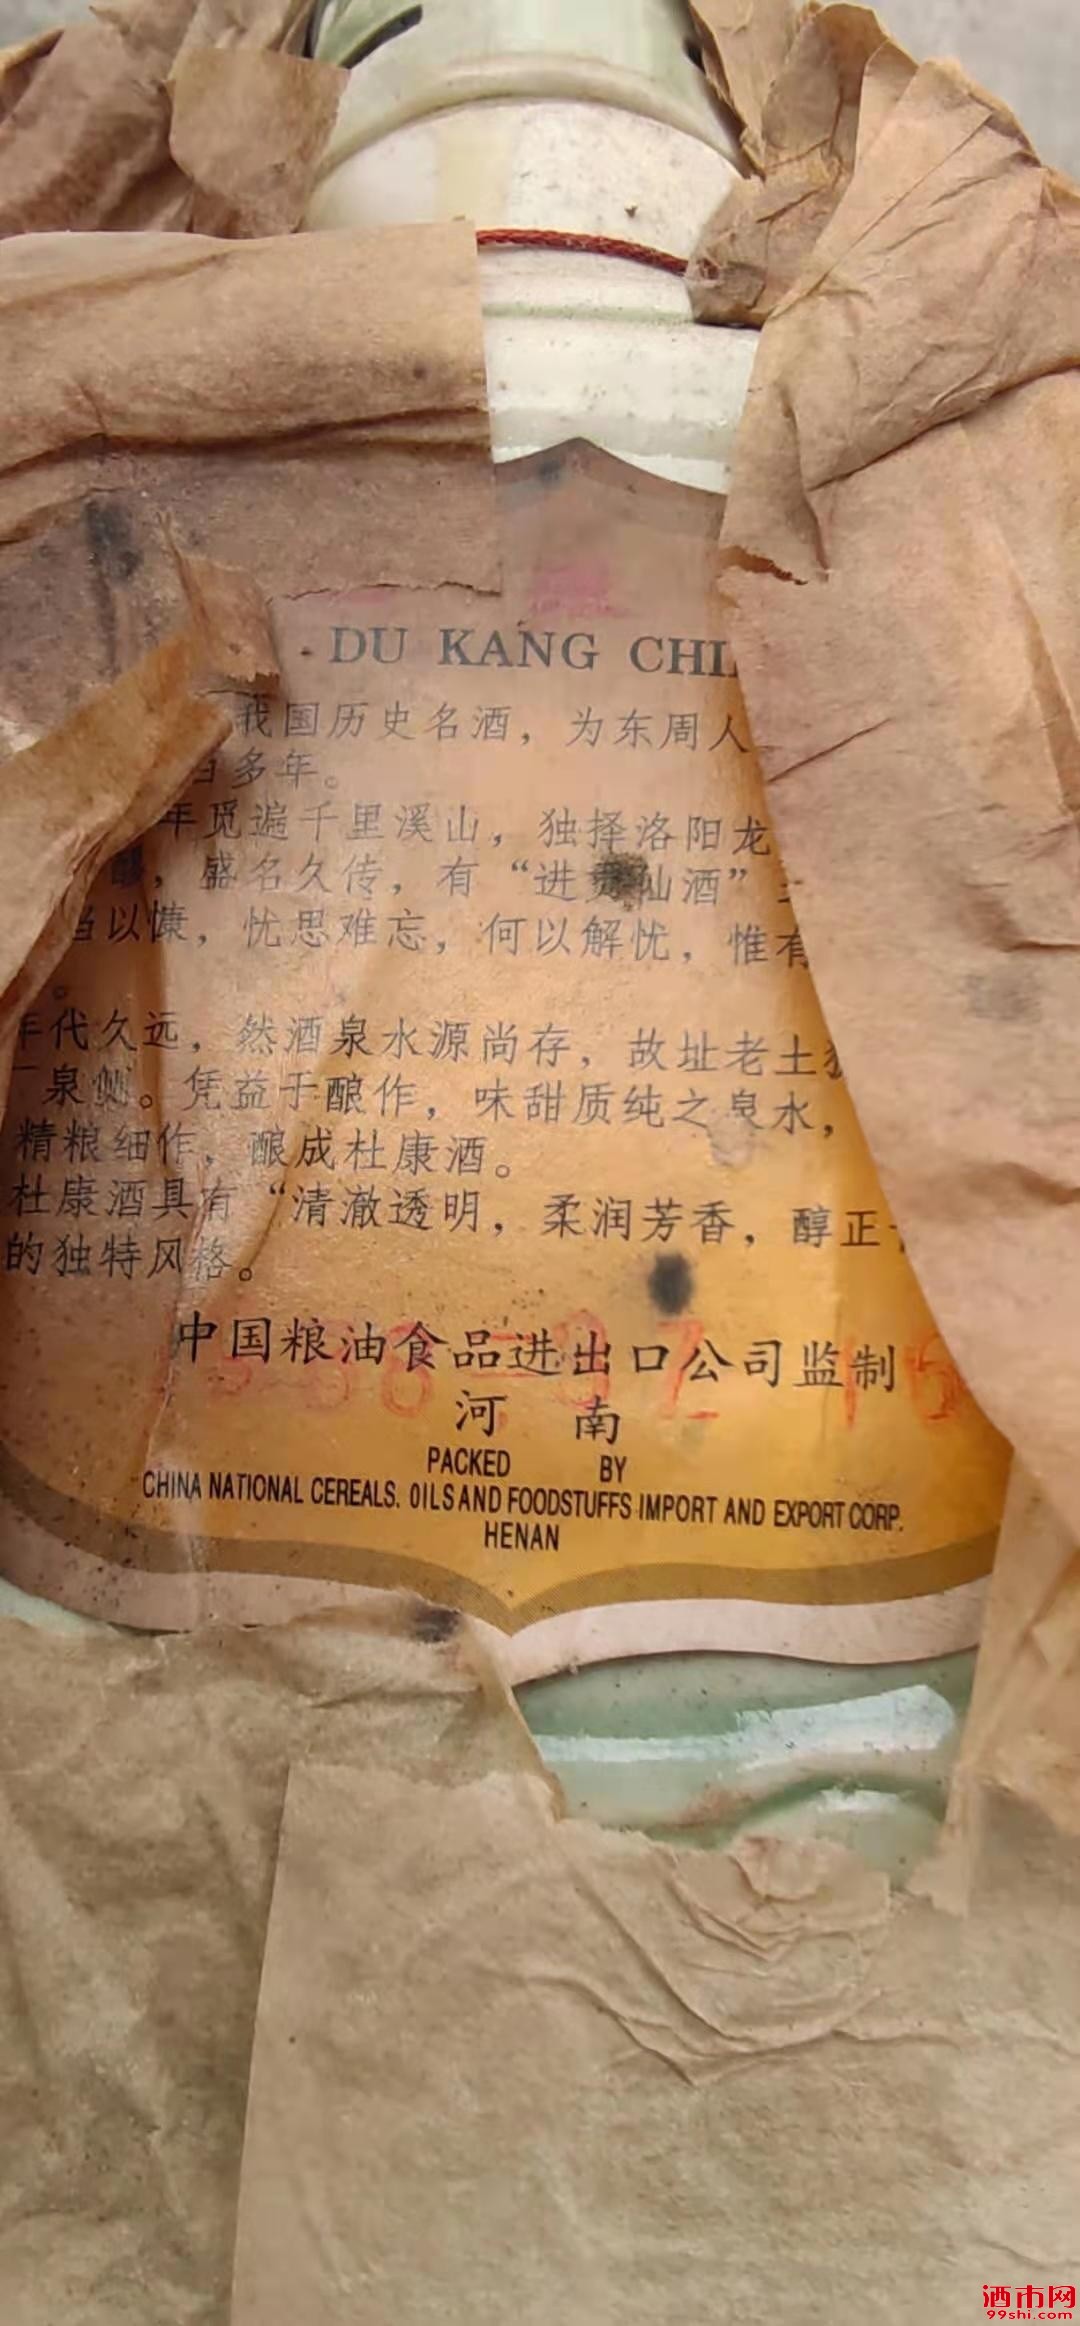 DU KANG CHI
我国历史名酒，为东周人
百多年。
年觅遍千里溪山，独择洛阳龙
，盛名久传，有“进贡仙酒”之
当以慷，忧思难忘，何以解忧，惟有
。
年代久远，然酒泉水源尚存，故址老土
泉侧。凭益于酿作，味甜质纯之泉水，
精粮细作，酿成杜康酒。
杜康酒具有“清澈透明，柔润芳香，醇正
的独特风格。
中国粮油食品进出口公司监制
河 南
PACKED BY
CHINA NATIONAL CEREALS. OILS AND FOODSTUFFS IMPORT AND EXPORT CORP.
HENAN
酒市网
99shi.com